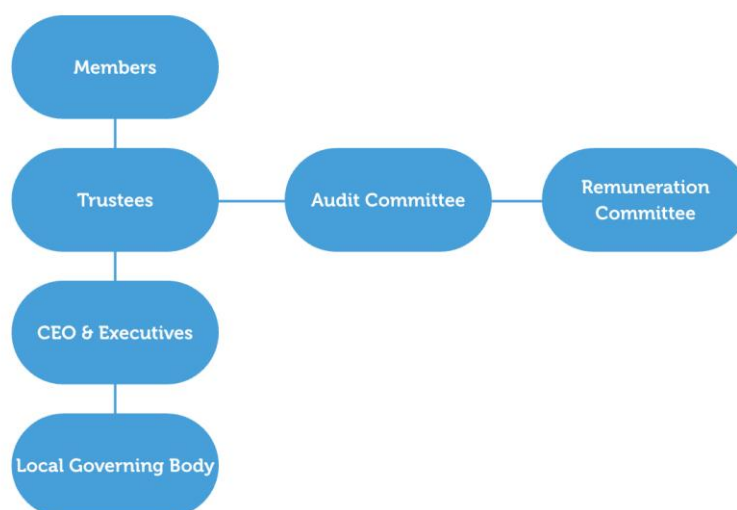 Members
Trustees
Audit Committee
Remuneration
Committee
CEO & Executives
Local Governing Body